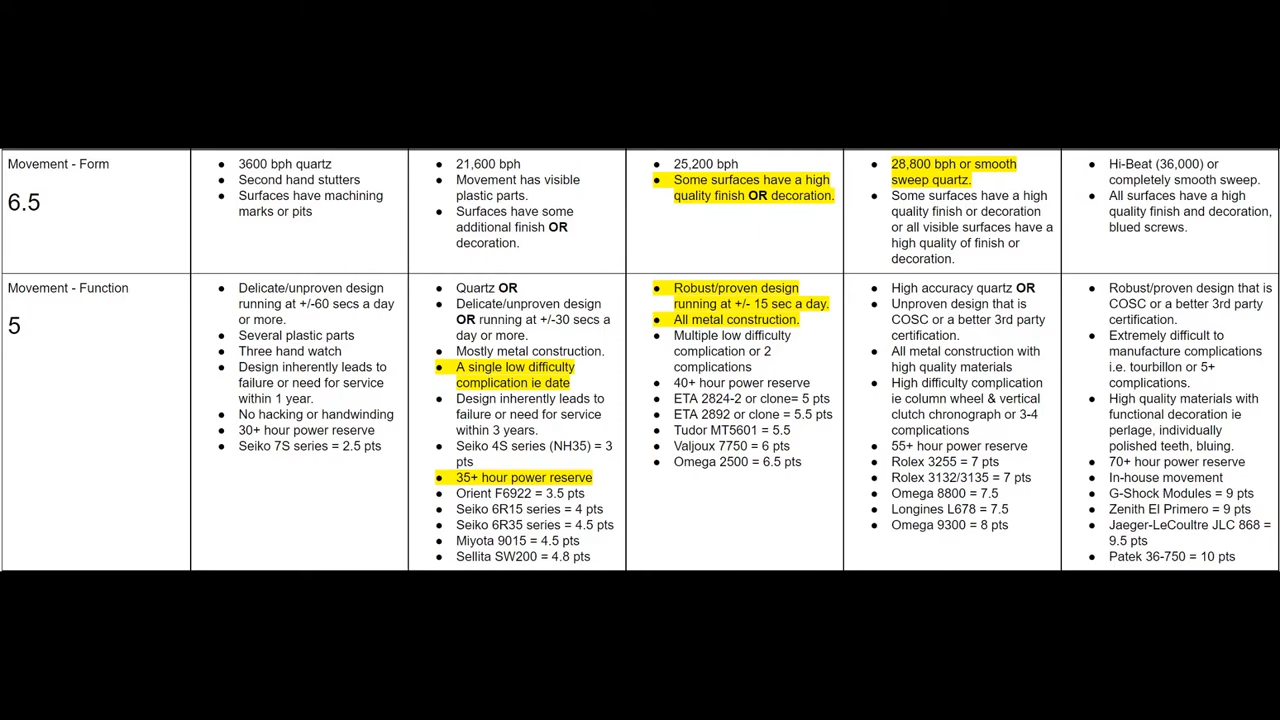 Movement - Form
6.5
● 3600 bph quartz
● Second hand stutters
● Surfaces have machining
marks or pits
● 21,600 bph
● Movement has visible
plastic parts.
● Surfaces have some
additional finish OR
decoration.
● 25,200 bph
● Some surfaces have a high
quality finish OR decoration.
● 28,800 bph or smooth
sweep quartz.
● Some surfaces have a high
quality finish or decoration
or all visible surfaces have a
high quality of finish or
decoration.
● Hi-Beat (36,000) or
completely smooth sweep.
● All surfaces have a high
quality finish and decoration,
blued screws.
Movement - Function
5
● Delicate/unproven design
running at +/-60 secs a day
or more.
● Several plastic parts
● Three hand watch
● Design inherently leads to
failure or need for service
within 1 year.
● No hacking or handwinding
● 30+ hour power reserve
● Seiko 7S series = 2.5 pts
● Quartz OR
● Delicate/unproven design
OR running at +/-30 secs a
day or more.
● Mostly metal construction.
● A single low difficulty
complication ie date
● Design inherently leads to
failure or need for service
within 3 years.
● Seiko 4S series (NH35) = 3
pts
● 35+ hour power reserve
● Orient F6922 = 3.5 pts
● Seiko 6R15 series = 4 pts
● Seiko 6R35 series = 4.5 pts
● Miyota 9015 = 4.5 pts
● Sellita SW200 = 4.8 pts
● Robust/proven design
running at +/- 15 sec a day.
● All metal construction.
● Multiple low difficulty
complication or 2
complications
● 40+ hour power reserve
● ETA 2824-2 or clone= 5 pts
● ETA 2892 or clone = 5.5 pts
● Tudor MT5601 = 5.5
● Valjoux 7750 = 6 pts
● Omega 2500 = 6.5 pts
● High accuracy quartz OR
● Unproven design that is
COSC or a better 3rd party
certification.
● All metal construction with
high quality materials
● High difficulty complication
ie column wheel & vertical
clutch chronograph or 3-4
complications
● 55+ hour power reserve
● Rolex 3255 = 7 pts
● Rolex 3132/3135 = 7 pts
● Omega 8800 = 7.5
● Longines L678 = 7.5
● Omega 9300 = 8 pts
● Robust/proven design that is
COSC or a better 3rd party
certification.
● Extremely difficult to
manufacture complications
i.e. tourbillon or 5+
complications.
● High quality materials with
functional decoration ie
perlage, individually
polished teeth, bluing.
● 70+ hour power reserve
● In-house movement
● G-Shock Modules = 9 pts
● Zenith El Primero = 9 pts
● Jaeger-LeCoultre JLC 868 =
9.5 pts
● Patek 36-750 = 10 pts